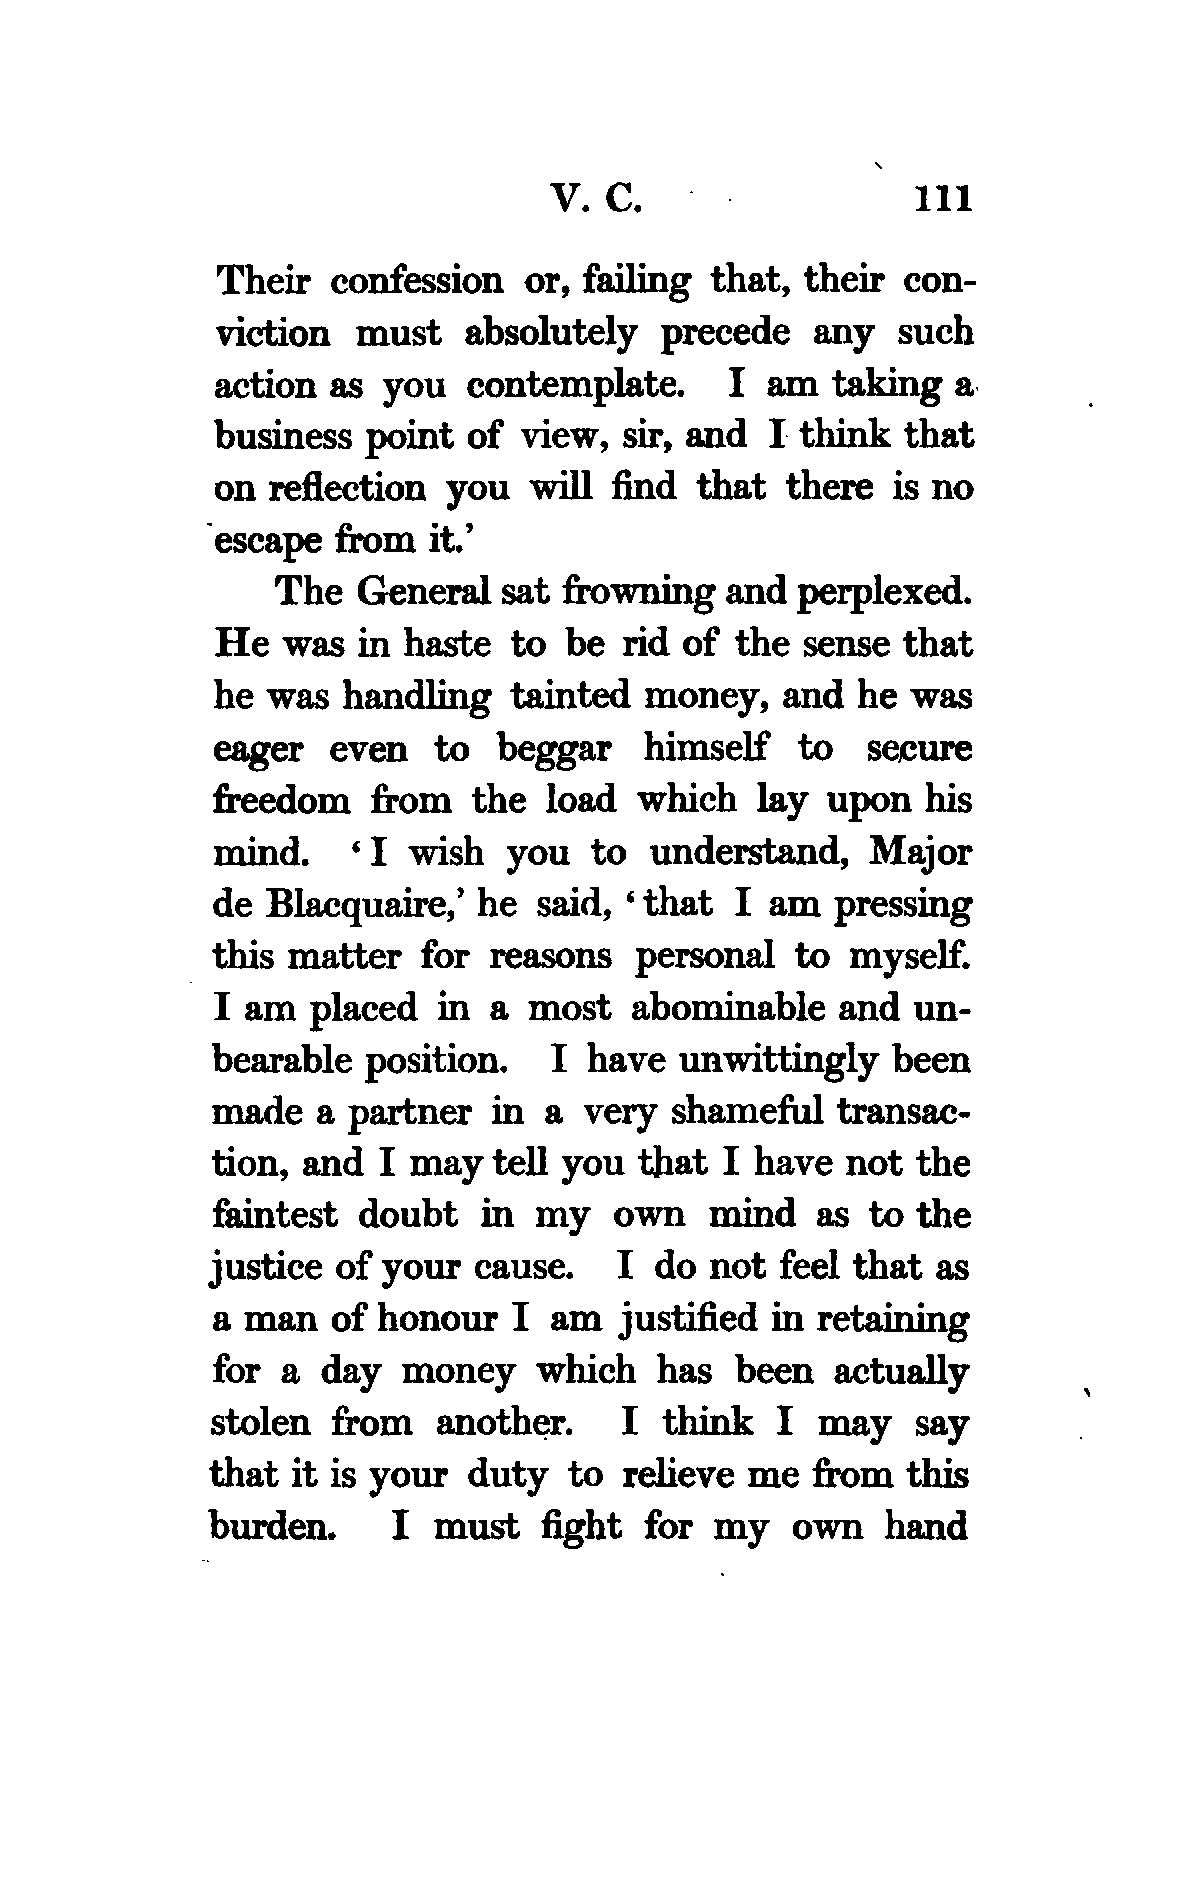 V. C. 111
Their confession or, failing that, their con-
viction must absolutely precede any such
action as you contemplate. I am taking a
business point of view, sir, and I think that
on reflection you will find that there is no
escape from it.’
The General sat frowning and perplexed.
He was in haste to be rid of the sense that
he was handling tainted money, and he was
eager even to beggar himself to secure
freedom from the load which lay upon his
mind. ‘I wish you to understand, Major
de Blacquaire,’ he said, ‘that I am pressing
this matter for reasons personal to myself.
I am placed in a most abominable and un-
bearable position. I have unwittingly been
made a partner in a very shameful transac-
tion, and I may tell you that I have not the
faintest doubt in my own mind as to the
justice of your cause. I do not feel that as
a man of honour I am justified in retaining
for a day money which has been actually
stolen from another. I think I may say
that it is your duty to relieve me from this
burden. I must fight for my own hand